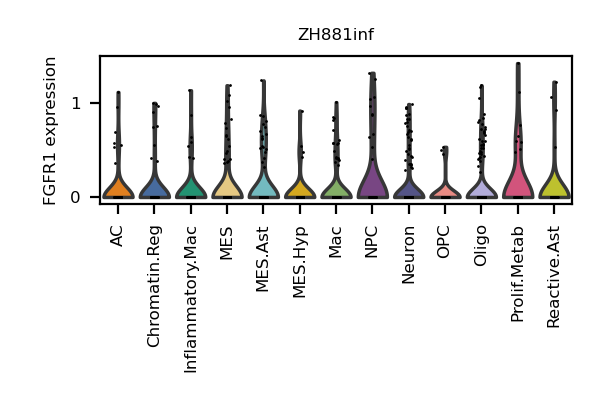 ZH881inf
FGFR1 expression
1
0
AC
Chromatin.Reg
Inflammatory.Mac
MES
MES.Ast
MES.Hyp
Mac
NPC
Neuron
OPC
Oligo
Prolif.Metab
Reactive.Ast